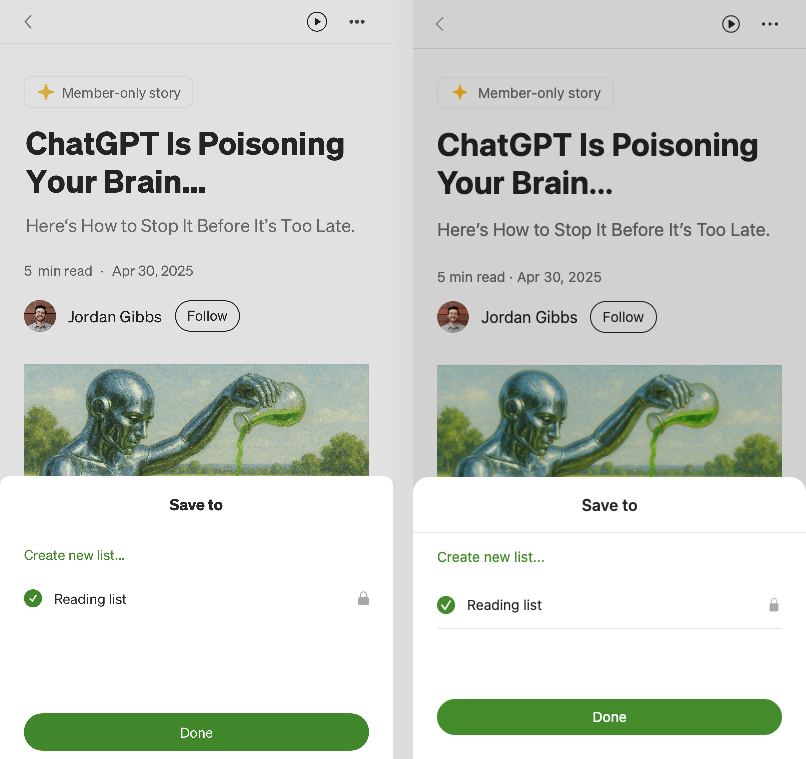 Member-only story
ChatGPT Is Poisoning
Your Brain...
Here‘s How to Stop It Before It’s Too Late.
5 min read · Apr 30, 2025
Jordan Gibbs
Follow
Save to
Create new list...
Reading list
Done
Member-only story
ChatGPT Is Poisoning
Your Brain...
Here’s How to Stop It Before It’s Too Late.
5 min read · Apr 30, 2025
Jordan Gibbs
Follow
Save to
Create new list...
Reading list
Done